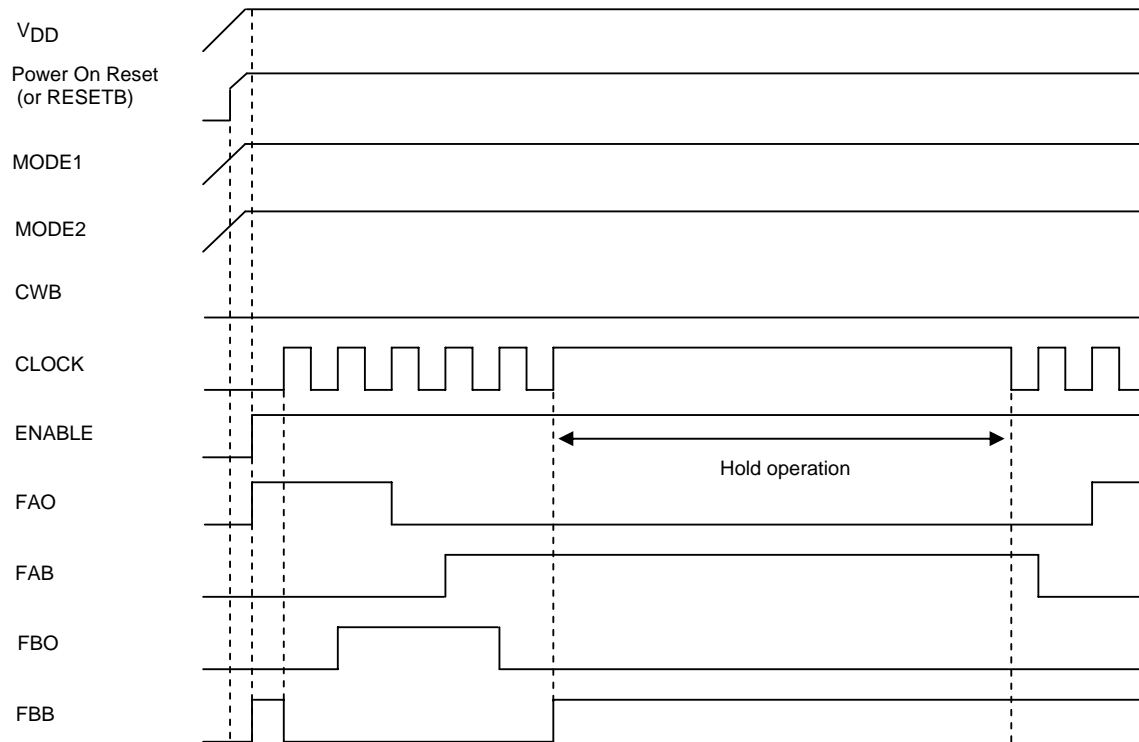 VDD
Power On Reset
(or RESETB)
MODE1
MODE2
CWB
CLOCK
ENABLE
Hold operation
FAO
FAB
FBO
FBB